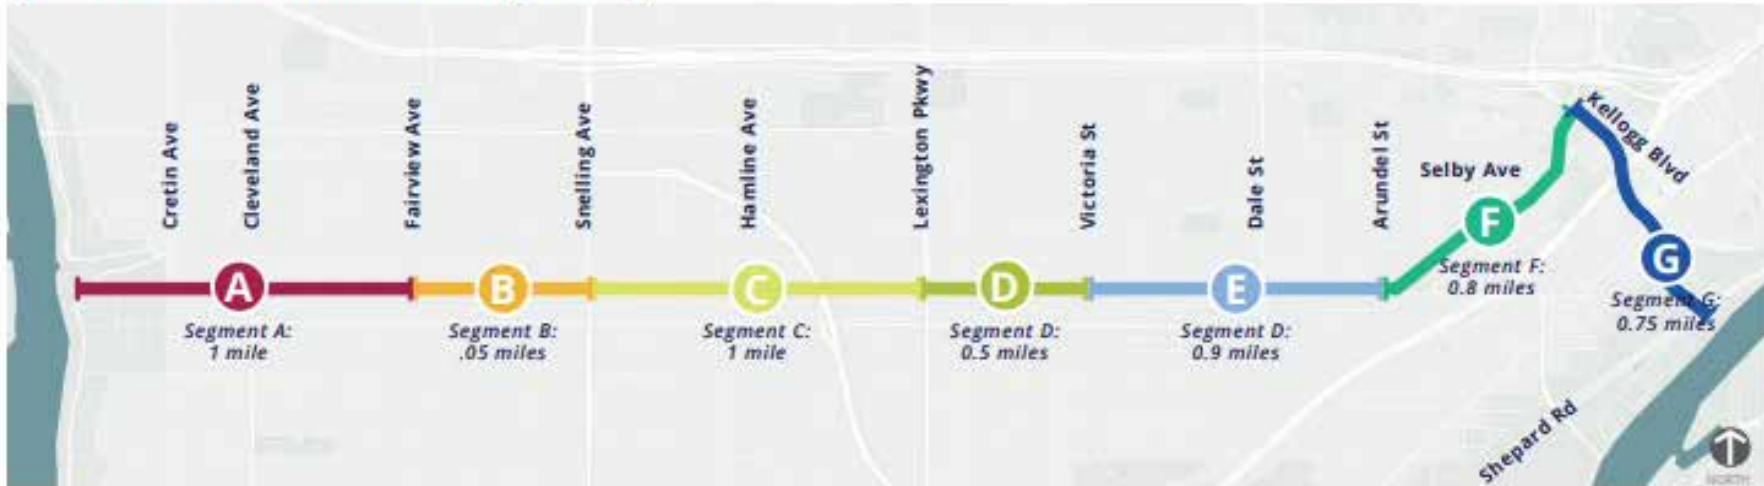 Cretin Ave
Cleveland Ave
Fairview Ave
Snelling Ave
Hamline Ave
Lexington Pkwy
Victoria St
Dale St
Arundel St
Selby Ave
Kellogg Blvd
A
B
C
D
E
F
G
Segment A:
1 mile
Segment B:
.05 miles
Segment C:
1 mile
Segment D:
0.5 miles
Segment D:
0.9 miles
Segment F:
0.8 miles
Segment G:
0.75 miles
Shepard Rd
NORTH